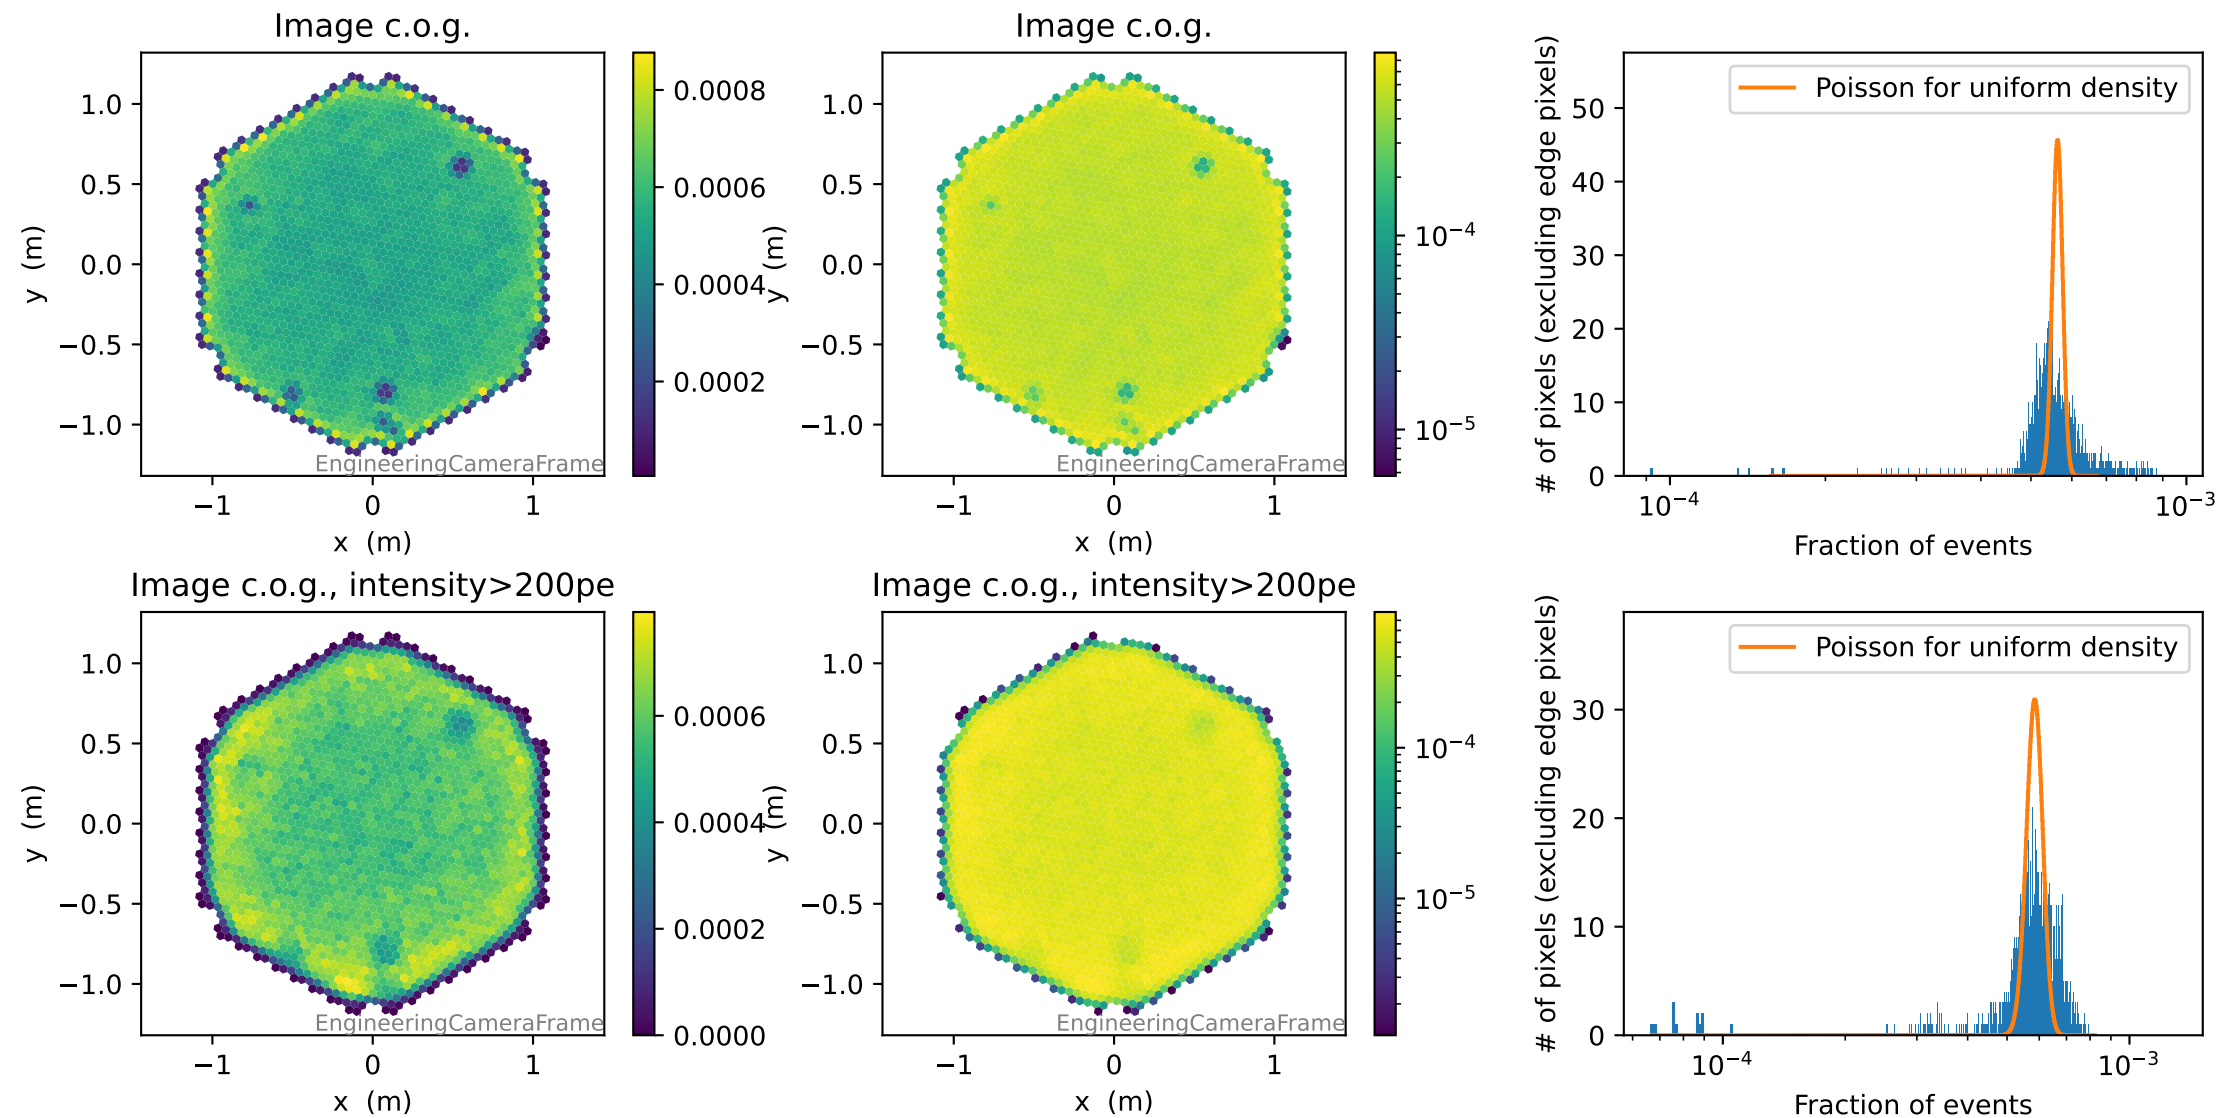 Image c.o.g.
1.0
0.5
0.0
−0.5
−1.0
y (m)
−1
0
1
x (m)
EngineeringCameraFrame
0.0008
0.0006
0.0004
0.0002
Image c.o.g.
1.0
0.5
0.0
−0.5
−1.0
y (m)
−1
0
1
x (m)
EngineeringCameraFrame
10⁻⁴
10⁻⁵
# of pixels (excluding edge pixels)
50
40
30
20
10
0
Poisson for uniform density
10⁻⁴
10⁻³
Fraction of events
Image c.o.g., intensity>200pe
1.0
0.5
0.0
−0.5
−1.0
y (m)
−1
0
1
x (m)
EngineeringCameraFrame
0.0006
0.0004
0.0002
0.0000
Image c.o.g., intensity>200pe
1.0
0.5
0.0
−0.5
−1.0
y (m)
−1
0
1
x (m)
EngineeringCameraFrame
10⁻⁴
10⁻⁵
# of pixels (excluding edge pixels)
30
20
10
0
Poisson for uniform density
10⁻⁴
10⁻³
Fraction of events